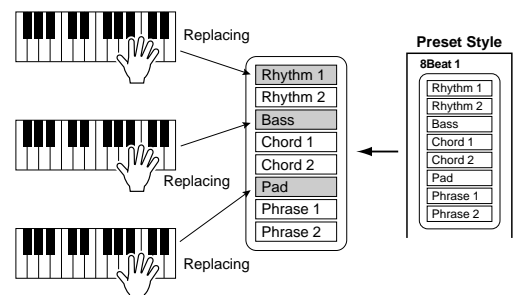 Replacing
Replacing
Replacing
Rhythm 1
Rhythm 2
Bass
Chord 1
Chord 2
Pad
Phrase 1
Phrase 2
Preset Style
8Beat 1
Rhythm 1
Rhythm 2
Bass
Chord 1
Chord 2
Pad
Phrase 1
Phrase 2